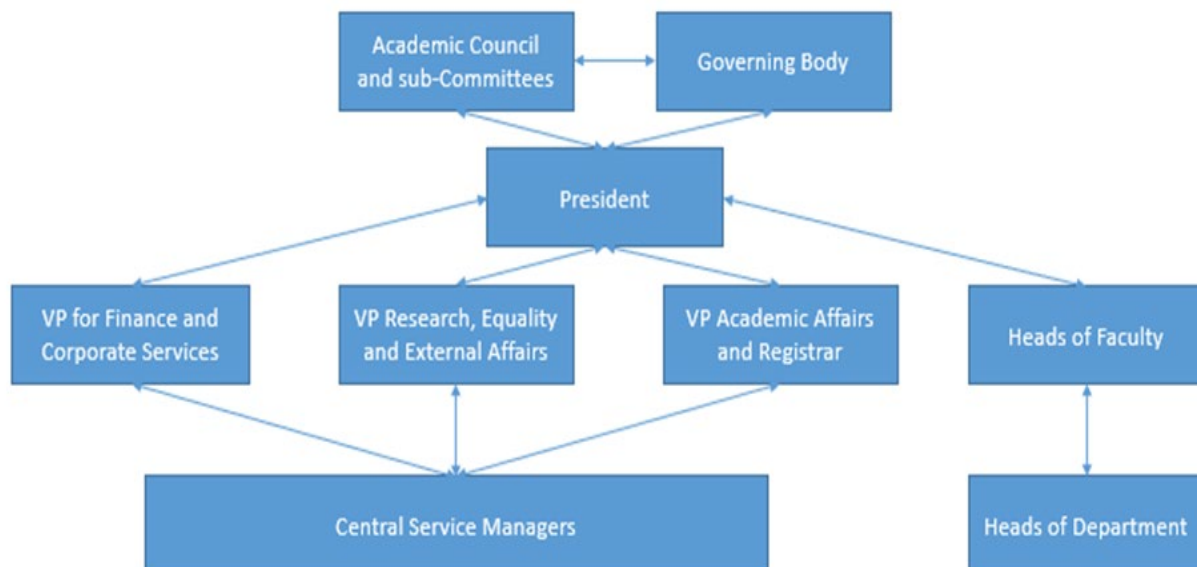 Academic Council
and sub-Committees
Governing Body
President
VP for Finance and
Corporate Services
VP Research, Equality
and External Affairs
VP Academic Affairs
and Registrar
Heads of Faculty
Central Service Managers
Heads of Department